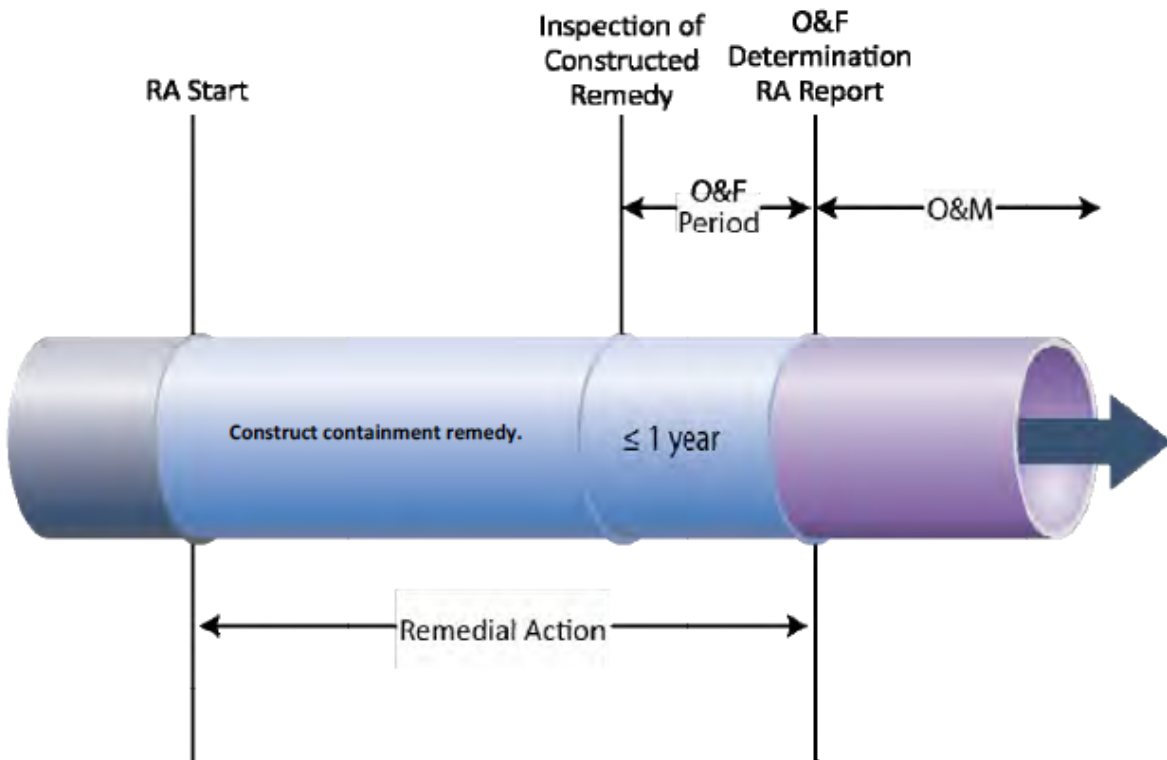 RA Start
Inspection of
Constructed
Remedy
O&F
Determination
RA Report
O&F
Period
O&M
Construct containment remedy.
≤ 1 year
Remedial Action